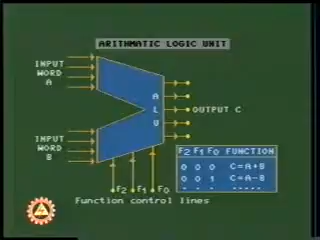 ARITHMATIC LOGIC UNIT
INPUT
WORD
A
A
L
U
OUTPUT C
INPUT
WORD
B
F2 F1 F0
Function control lines
F2 F1 F0 FUNCTION
0 0 0 C=A+B
0 0 1 C=A-B